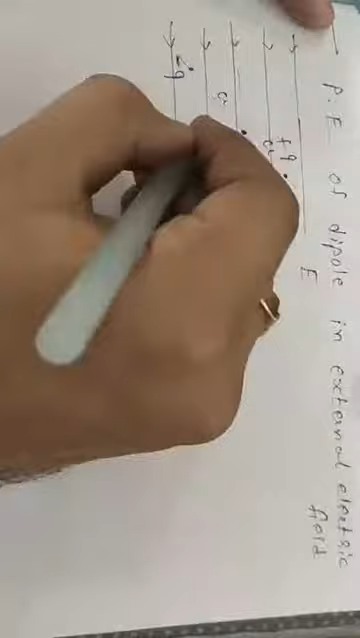 P.E of dipole in external electric
field
+q
a
E
a
-q